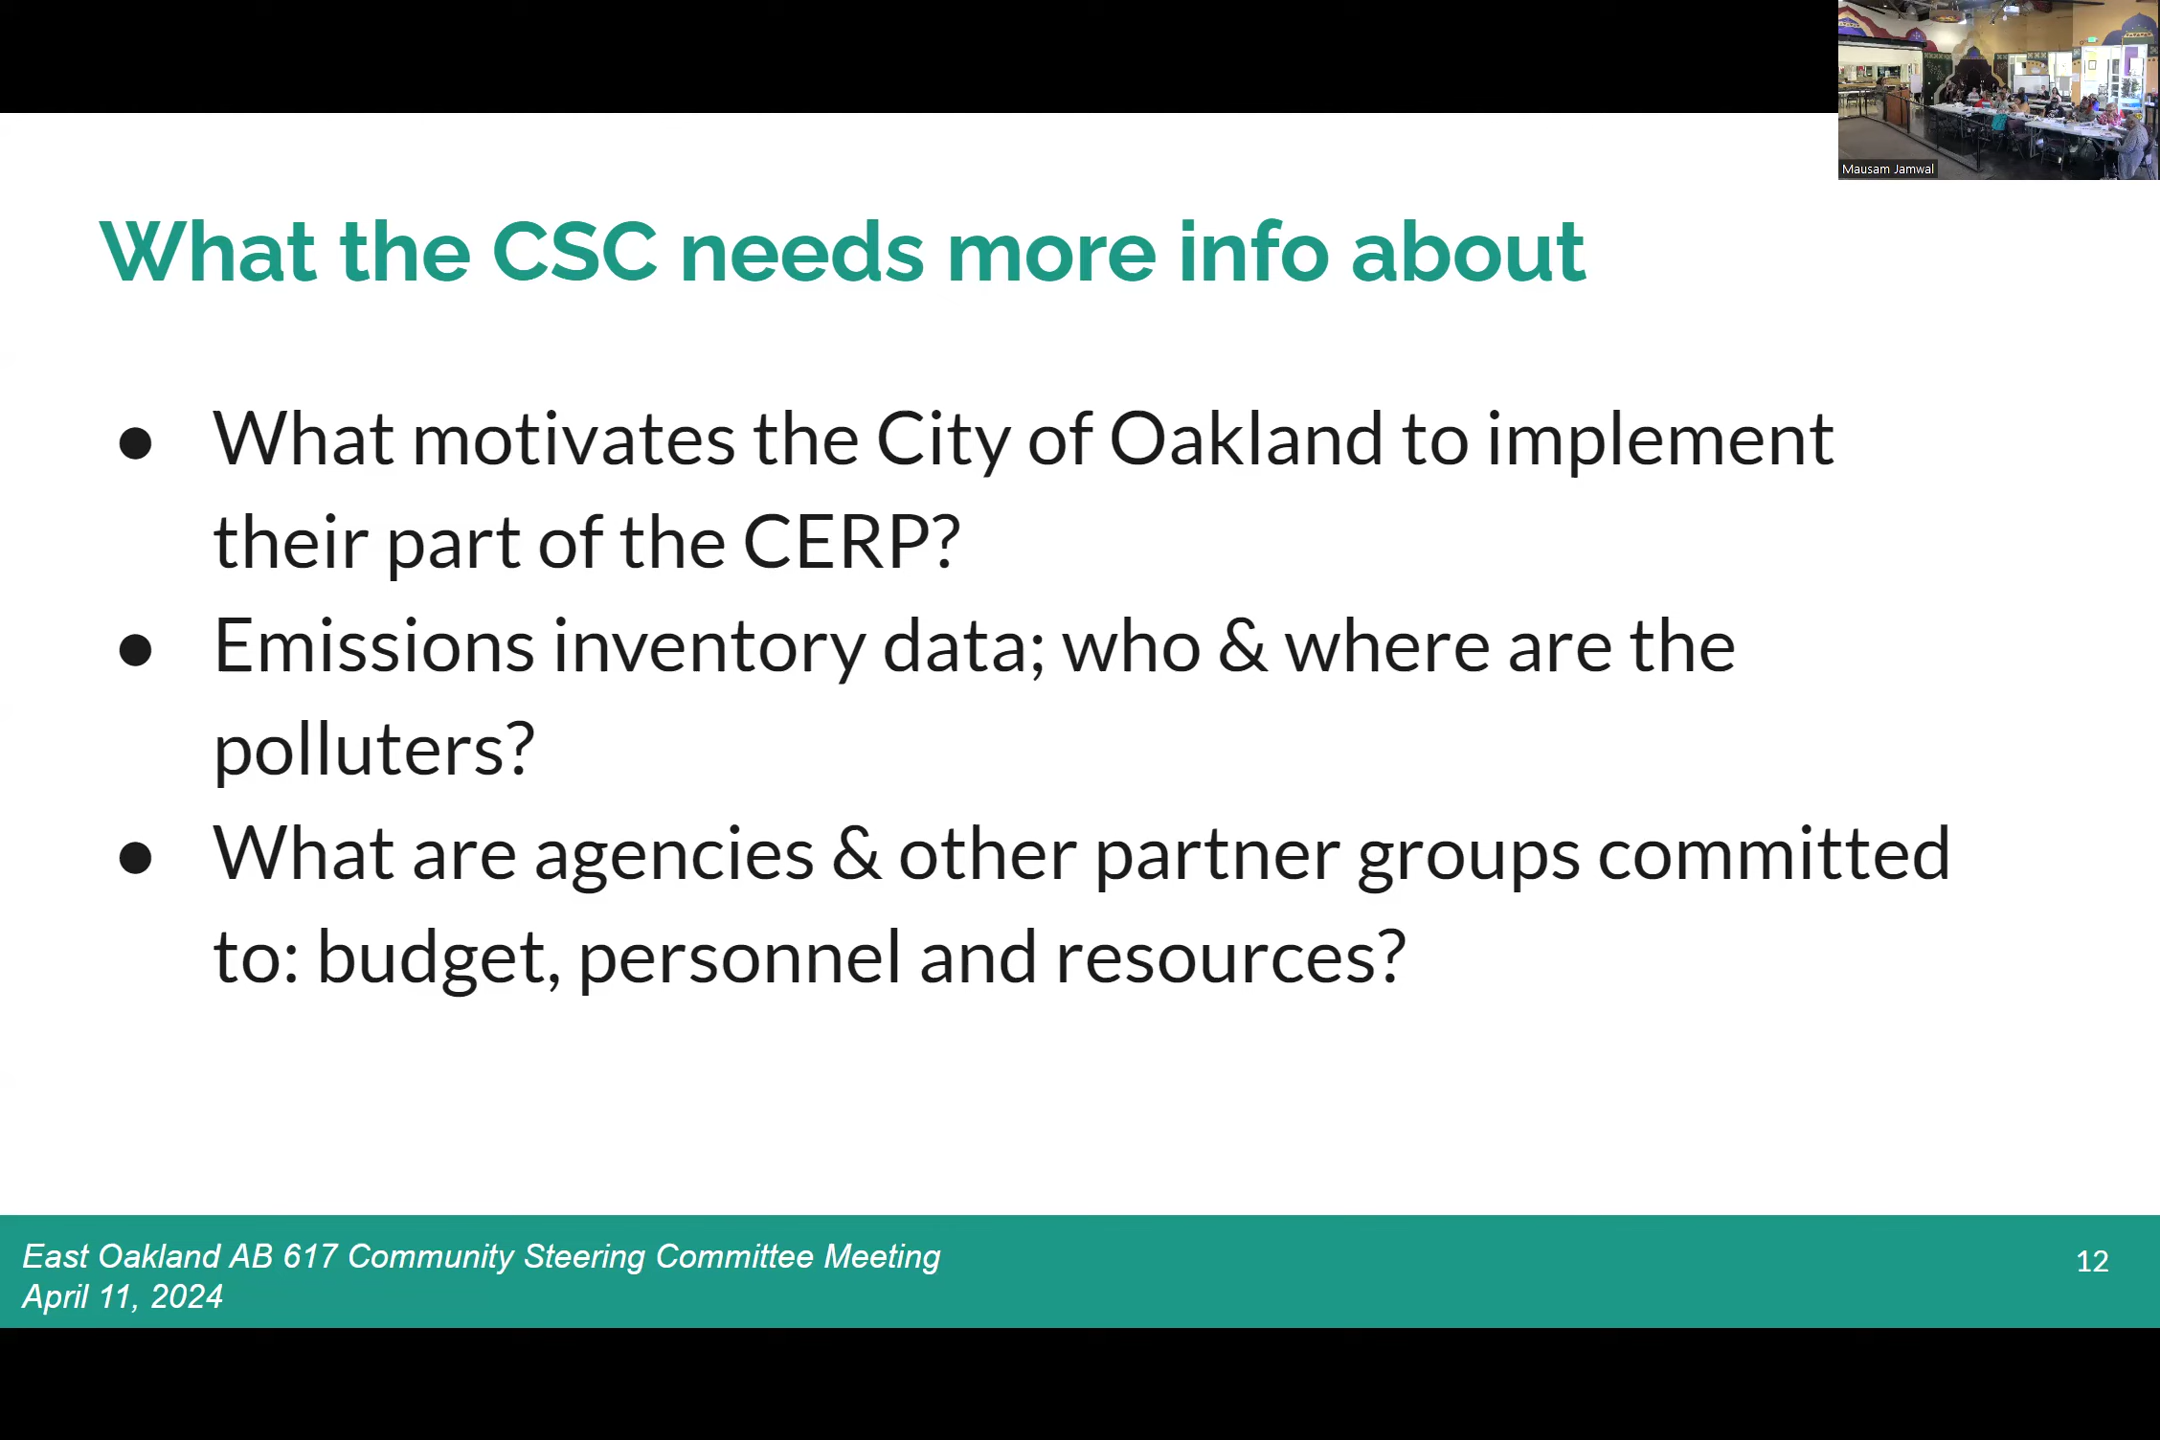 Mausam Jamwal
What the CSC needs more info about
● What motivates the City of Oakland to implement
their part of the CERP?
● Emissions inventory data; who & where are the
polluters?
● What are agencies & other partner groups committed
to: budget, personnel and resources?
East Oakland AB 617 Community Steering Committee Meeting
April 11, 2024
12